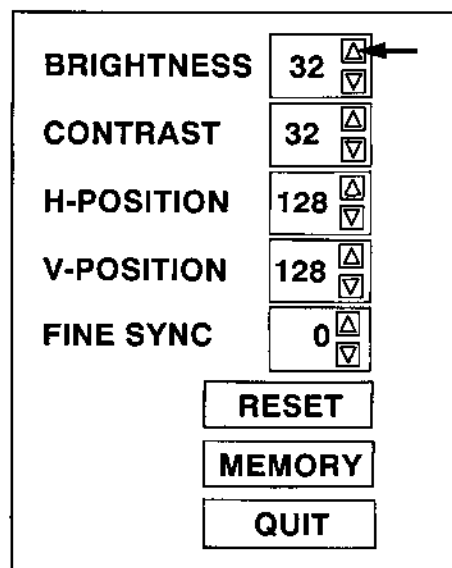 BRIGHTNESS 32
CONTRAST 32
H-POSITION 128
V-POSITION 128
FINE SYNC 0
RESET
MEMORY
QUIT